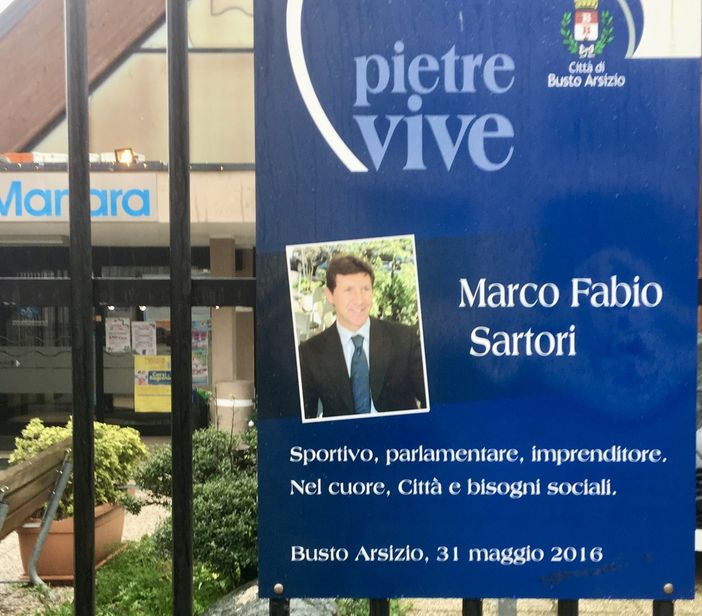 pietre
vive
Città di
Busto Arsizio
Manara
Marco Fabio
Sartori
Sportivo, parlamentare, imprenditore.
Nel cuore, Città e bisogni sociali.
Busto Arsizio, 31 maggio 2016